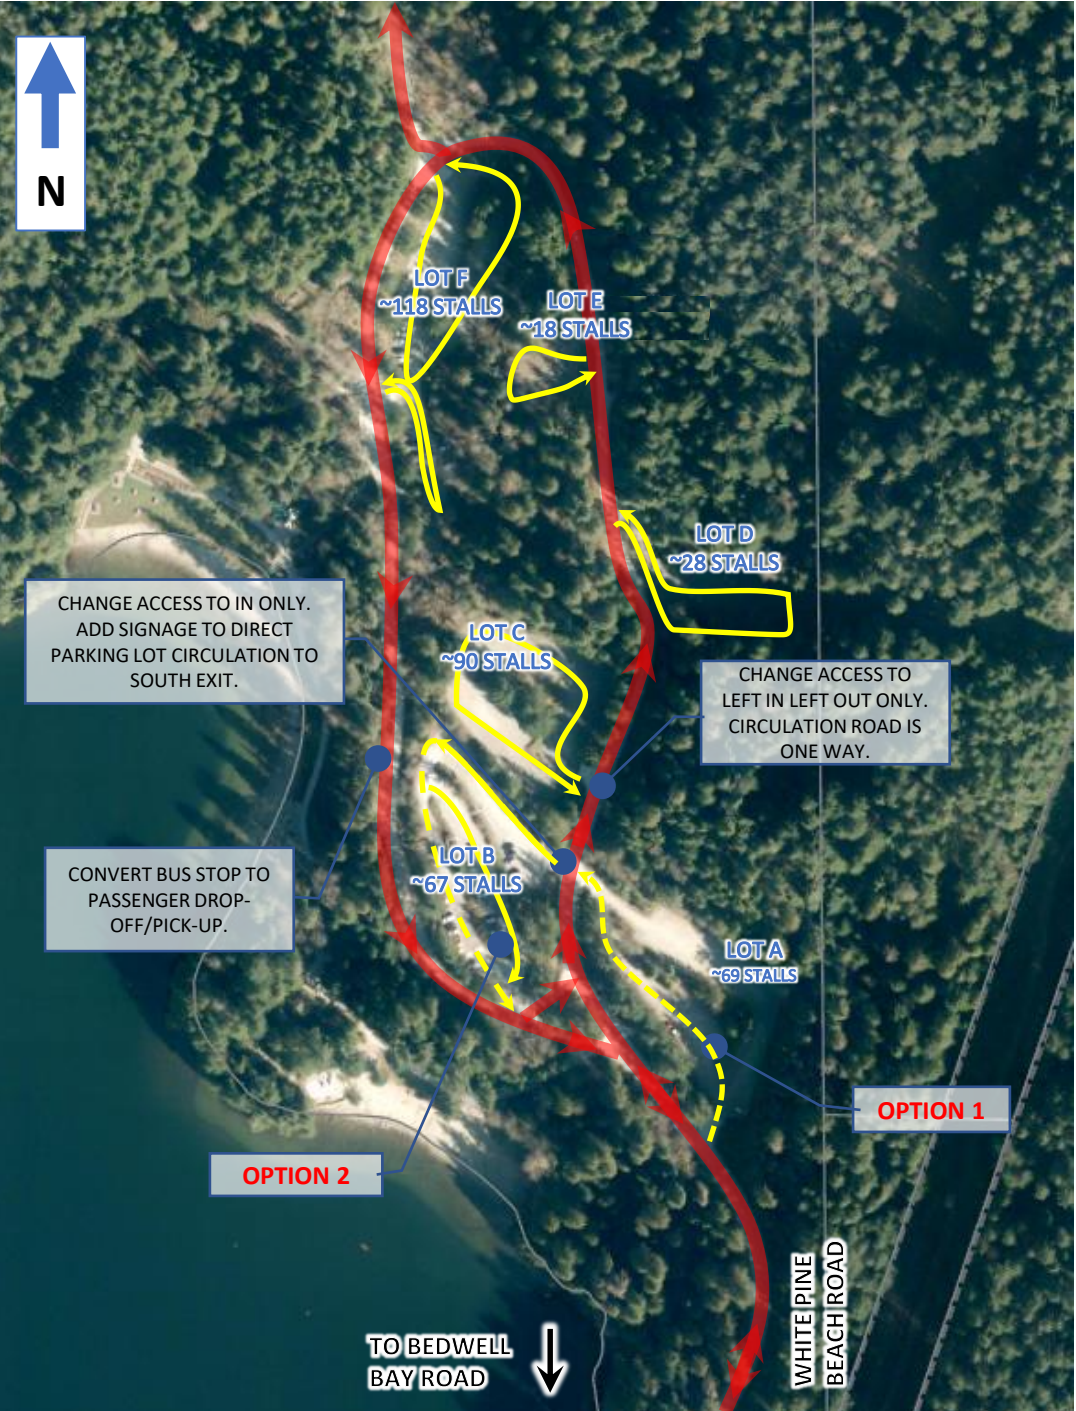 N
LOT F
~118 STALLS
LOT E
~18 STALLS
LOT D
~28 STALLS
CHANGE ACCESS TO IN ONLY.
ADD SIGNAGE TO DIRECT
PARKING LOT CIRCULATION TO
SOUTH EXIT.
LOT C
~90 STALLS
CHANGE ACCESS TO
LEFT IN LEFT OUT ONLY.
CIRCULATION ROAD IS
ONE WAY.
CONVERT BUS STOP TO
PASSENGER DROP-
OFF/PICK-UP.
LOT B
~67 STALLS
LOT A
~69 STALLS
OPTION 1
OPTION 2
WHITE PINE
BEACH ROAD
TO BEDWELL
BAY ROAD